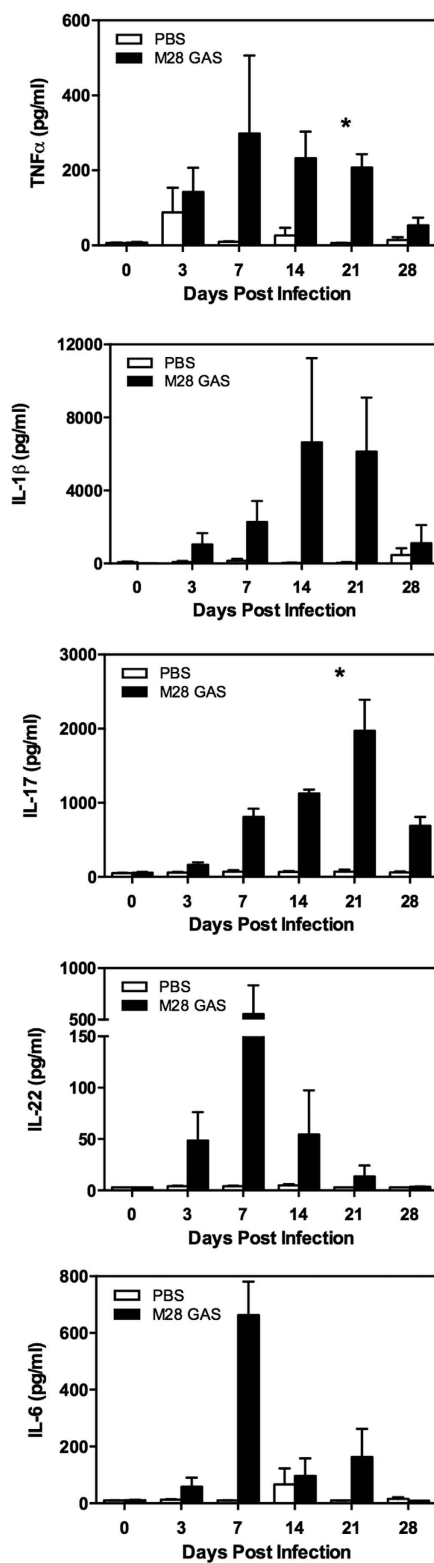 600
400
200
0
TNFα (pg/ml)
PBS
M28 GAS
*
0 3 7 14 21 28
Days Post Infection
12000
8000
4000
0
IL-1β (pg/ml)
PBS
M28 GAS
0 3 7 14 21 28
Days Post Infection
3000
2000
1000
0
IL-17 (pg/ml)
PBS
M28 GAS
*
0 3 7 14 21 28
Days Post Infection
1000
500
150
100
50
0
IL-22 (pg/ml)
PBS
M28 GAS
0 3 7 14 21 28
Days Post Infection
800
600
400
200
0
IL-6 (pg/ml)
PBS
M28 GAS
0 3 7 14 21 28
Days Post Infection